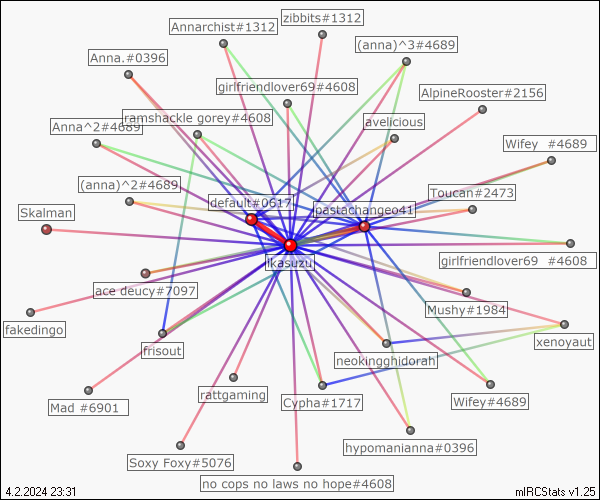 zibbits#1312
Annarchist#1312
(anna)^3#4689
Anna.#0396
girlfriendlover69#4608
AlpineRooster#2156
ramshackle gorey#4608
avelicious
Anna^2#4689
Wifey #4689
(anna)^2#4689
Toucan#2473
default#0617
pastachangeo41
Skalman
girlfriendlover69 #4608
ikasuzu
ace deucy#7097
Mushy#1984
fakedingo
xenoyaut
frisout
neokingghidorah
rattgaming
Cypha#1717
Wifey#4689
Mad #6901
hypomanianna#0396
Soxy Foxy#5076
no cops no laws no hope#4608
4.2.2024 23:31
mIRCStats v1.25